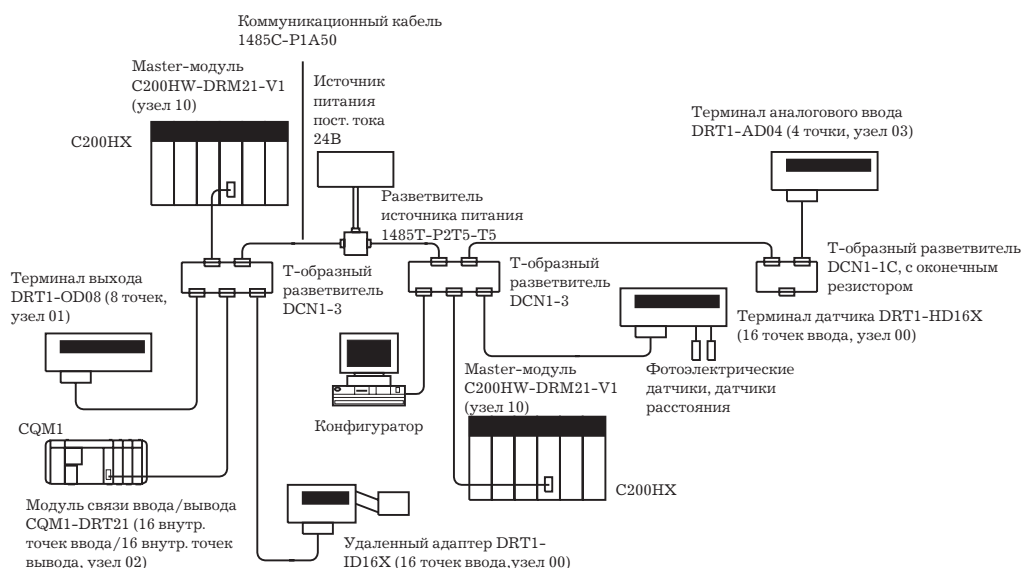 Коммуникационный кабель
1485C-P1A50
Master-модуль
C200HW-DRM21-V1
(узел 10)
C200HX
Источник
питания
пост. тока
24В
Терминал аналогового ввода
DRT1-AD04 (4 точки, узел 03)
Разветвитель
источника питания
1485T-P2T5-T5
Терминал выхода
DRT1-OD08 (8 точек,
узел 01)
Т-образный
разветвитель
DCN1-3
Т-образный
разветвитель
DCN1-3
Т-образный разветвитель
DCN1-1C, с оконечным
резистором
Терминал датчика DRT1-HD16X
(16 точек ввода, узел 00)
Фотоэлектрические
датчики, датчики
расстояния
Master-модуль
C200HW-DRM21-V1
(узел 10)
Конфигуратор
CQM1
C200HX
Модуль связи ввода/вывода
CQM1-DRT21 (16 внутр.
точек ввода/16 внутр. точек
вывода, узел 02)
Удаленный адаптер DRT1-
ID16X (16 точек ввода,узел 00)